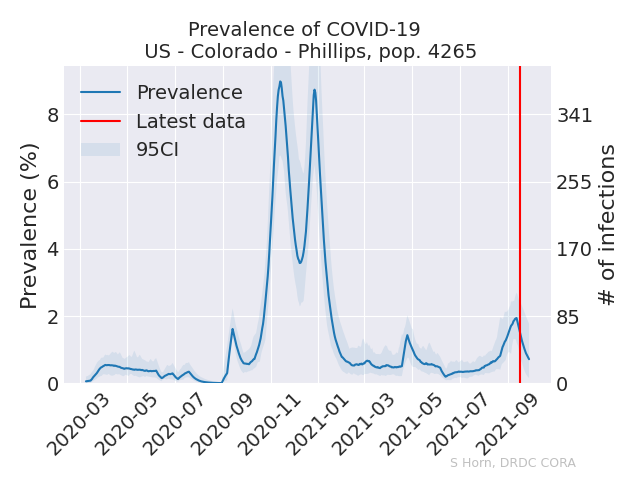 Prevalence of COVID-19
US - Colorado - Phillips, pop. 4265
Prevalence
Latest data
95CI
Prevalence (%)
8
6
4
2
0
341
255
170
85
0
# of infections
2020-03
2020-05
2020-07
2020-09
2020-11
2021-01
2021-03
2021-05
2021-07
2021-09
S Horn, DRDC CORA